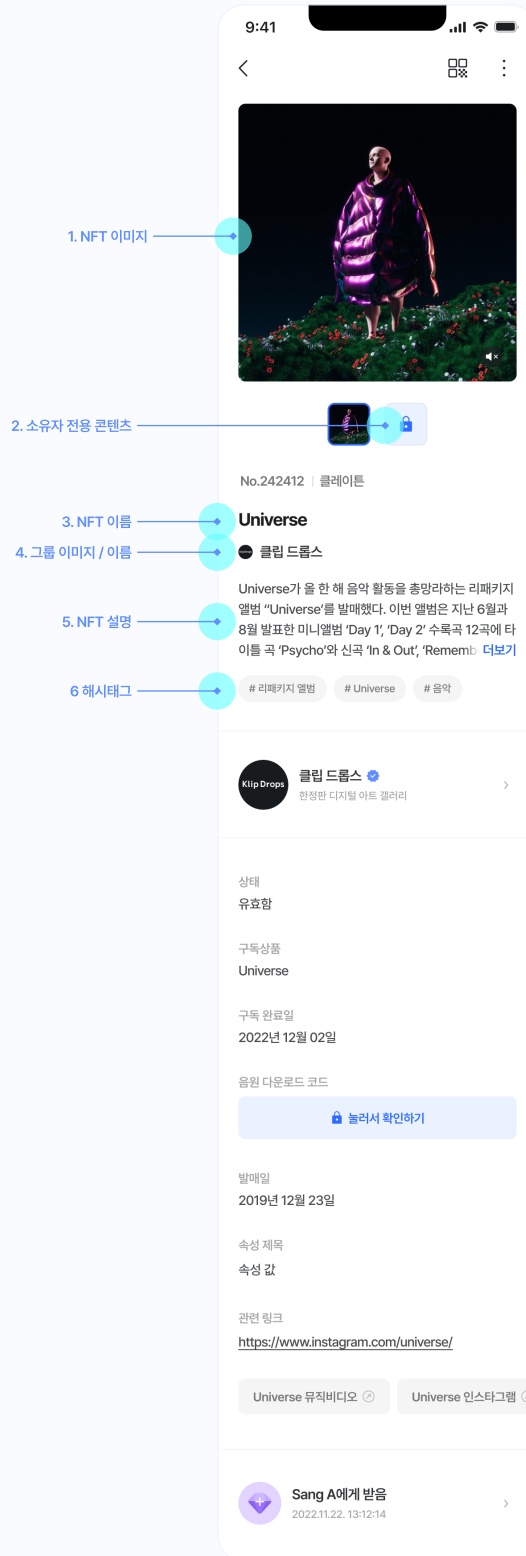 9:41
1. NFT 이미지
2. 소유자 전용 콘텐츠
No.242412 | 클레이튼
3. NFT 이름
Universe
4. 그룹 이미지 / 이름
클립 드롭스
5. NFT 설명
Universe가 올 한 해 음악 활동을 총망라하는 리패키지
앨범 “Universe’를 발매했다. 이번 앨범은 지난 6월과
8월 발표한 미니앨범 ‘Day 1’, ‘Day 2’ 수록곡 12곡에 타
이틀 곡 ‘Psycho’와 신곡 ‘In & Out’, ‘Rememb 더보기
6 해시태그
# 리패키지 앨범 # Universe # 음악
Klip Drops
클립 드롭스
한정판 디지털 아트 갤러리
상태
유효함
구독상품
Universe
구독 완료일
2022년 12월 02일
음원 다운로드 코드
눌러서 확인하기
발매일
2019년 12월 23일
속성 제목
속성 값
관련 링크
https://www.instagram.com/universe/
Universe 뮤직비디오 Universe 인스타그램
Sang A에게 받음
2022.11.22. 13:12:14